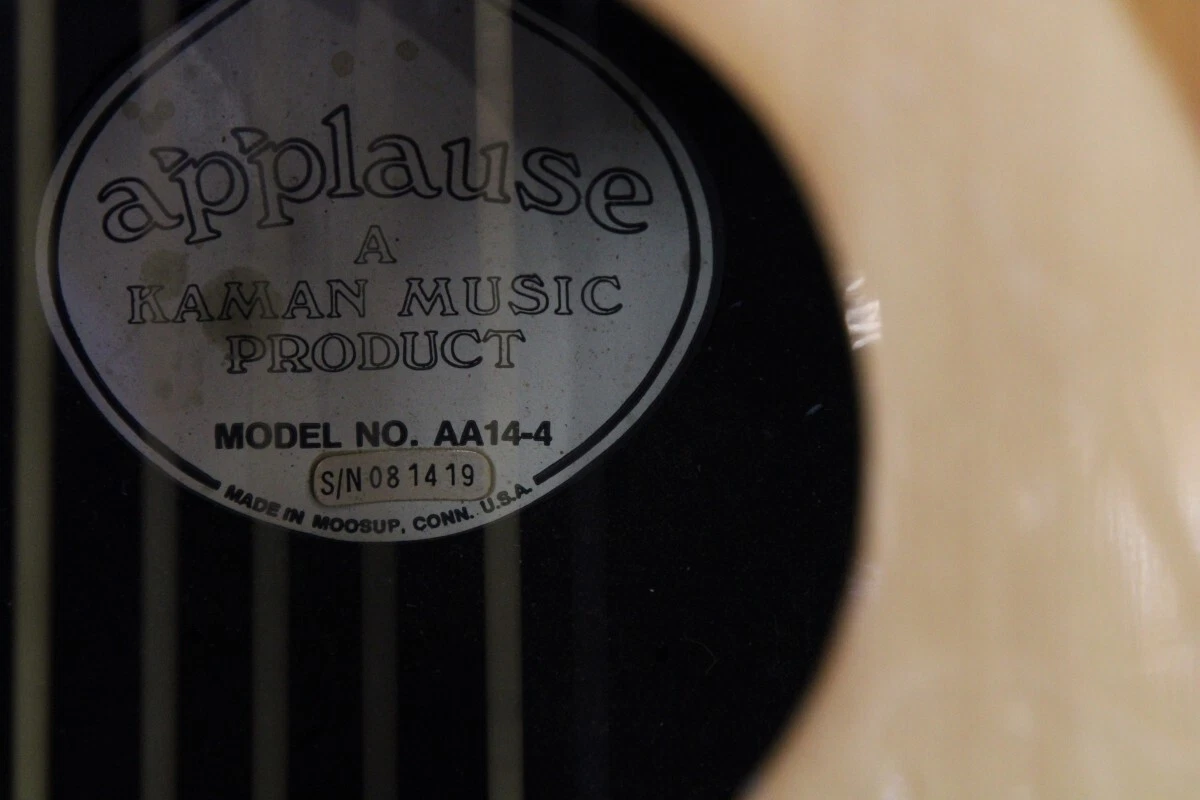 applause
A
KAMAN MUSIC
PRODUCT
MODEL NO. AA14-4
S/N 081419
MADE IN MOOSUP, CONN. U.S.A.